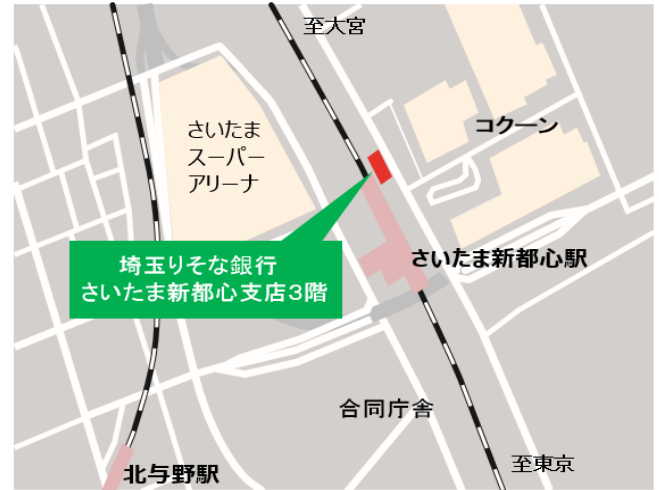 至大宮
さいたま
スーパー
アリーナ
コクーン
埼玉りそな銀行
さいたま新都心支店3階
さいたま新都心駅
合同庁舎
北与野駅
至東京